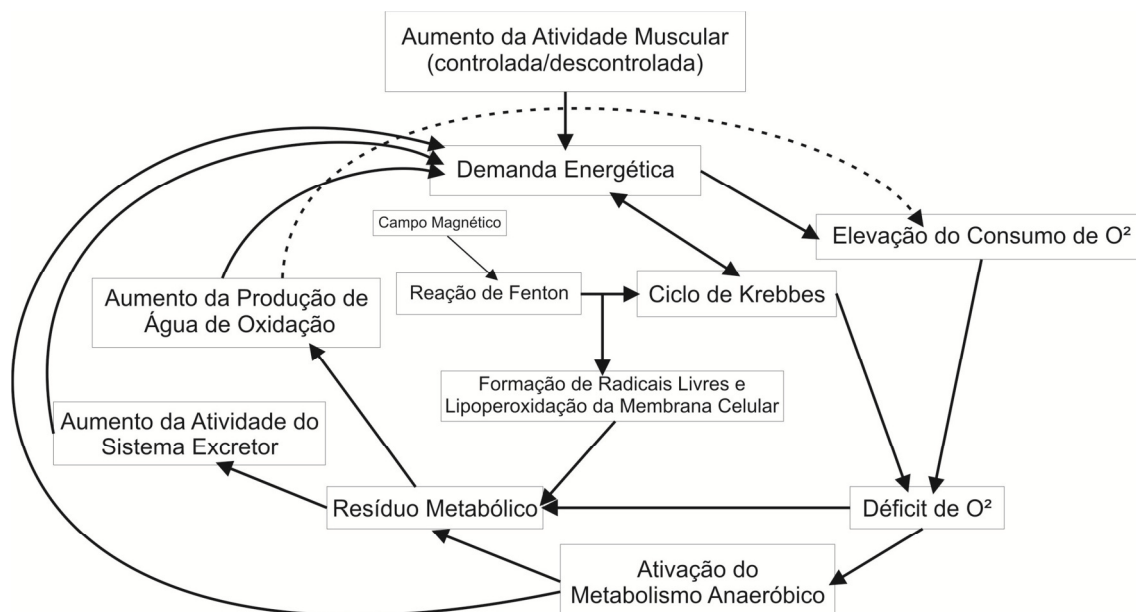 Aumento da Atividade Muscular
(controlada/descontrolada)
Demanda Energética
Campo Magnético
Elevação do Consumo de O²
Aumento da Produção de
Água de Oxidação
Reação de Fenton
Ciclo de Krebbes
Formação de Radicais Livres e
Lipoperoxidação da Membrana Celular
Aumento da Atividade do
Sistema Excretor
Resíduo Metabólico
Déficit de O²
Ativação do
Metabolismo Anaeróbico